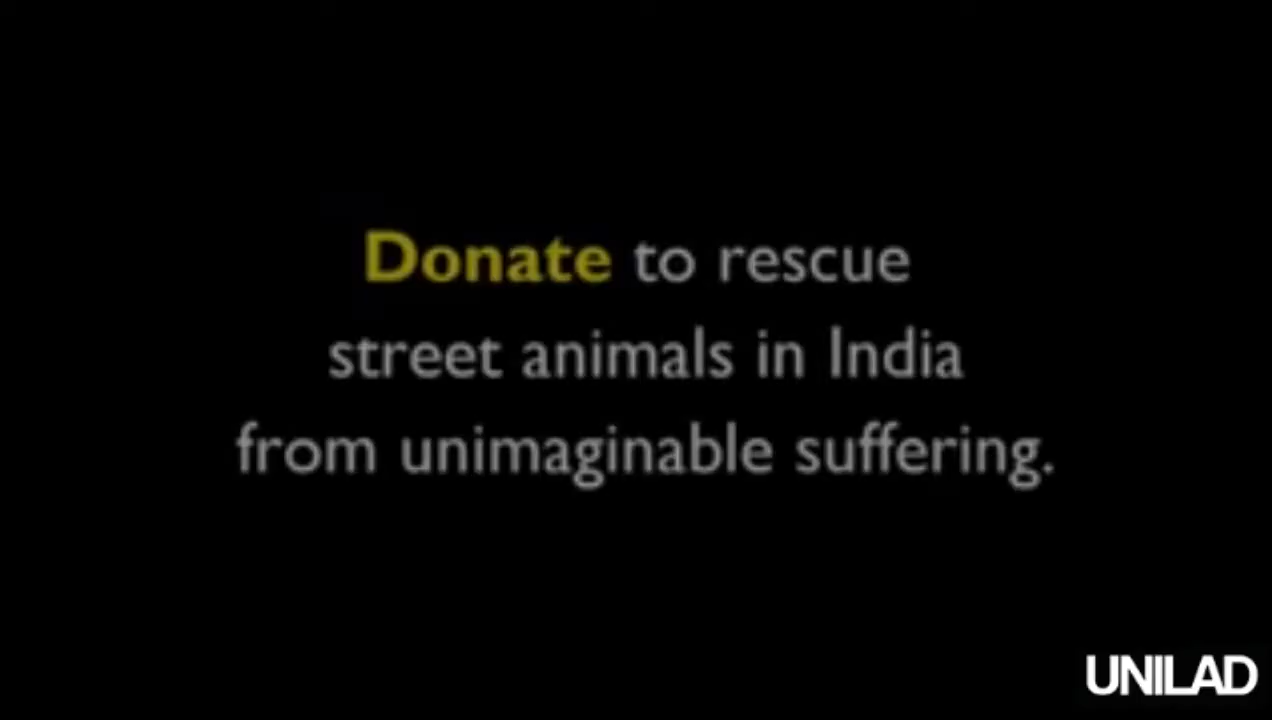 Donate to rescue
street animals in India
from unimaginable suffering.
UNILAD